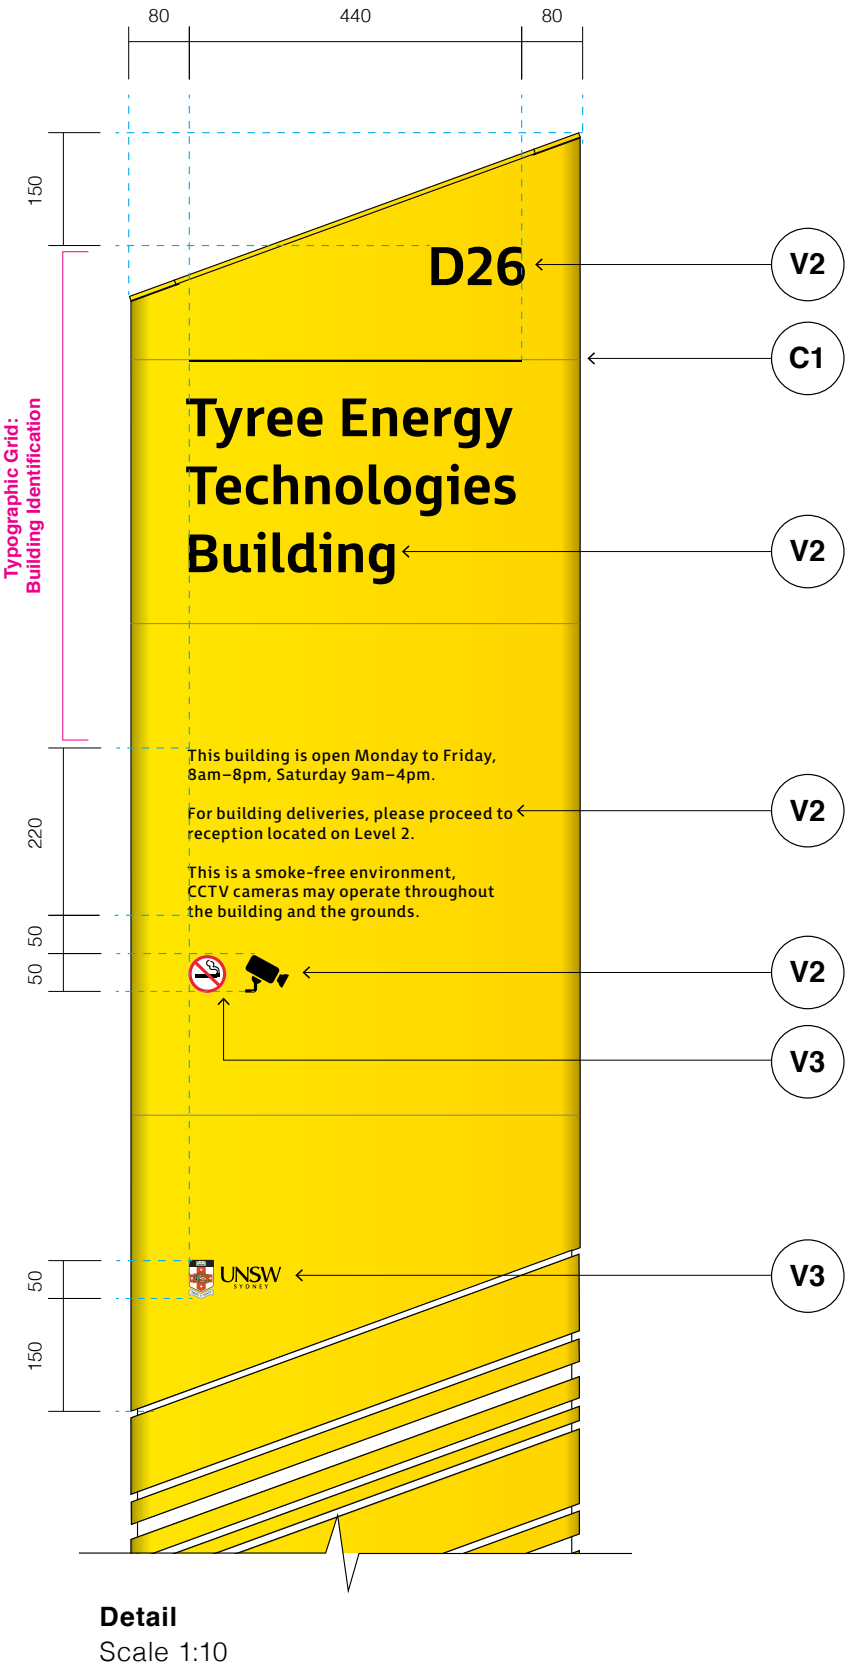 80
440
80
150
D26
V2
C1
Typographic Grid:
Building Identification
Tyree Energy
Technologies
Building
V2
This building is open Monday to Friday,
8am–8pm, Saturday 9am–4pm.
For building deliveries, please proceed to
reception located on Level 2.
V2
This is a smoke-free environment,
CCTV cameras may operate throughout
the building and the grounds.
220
50
50
V2
V3
50
UNSW
SYDNEY
V3
150
Detail
Scale 1:10